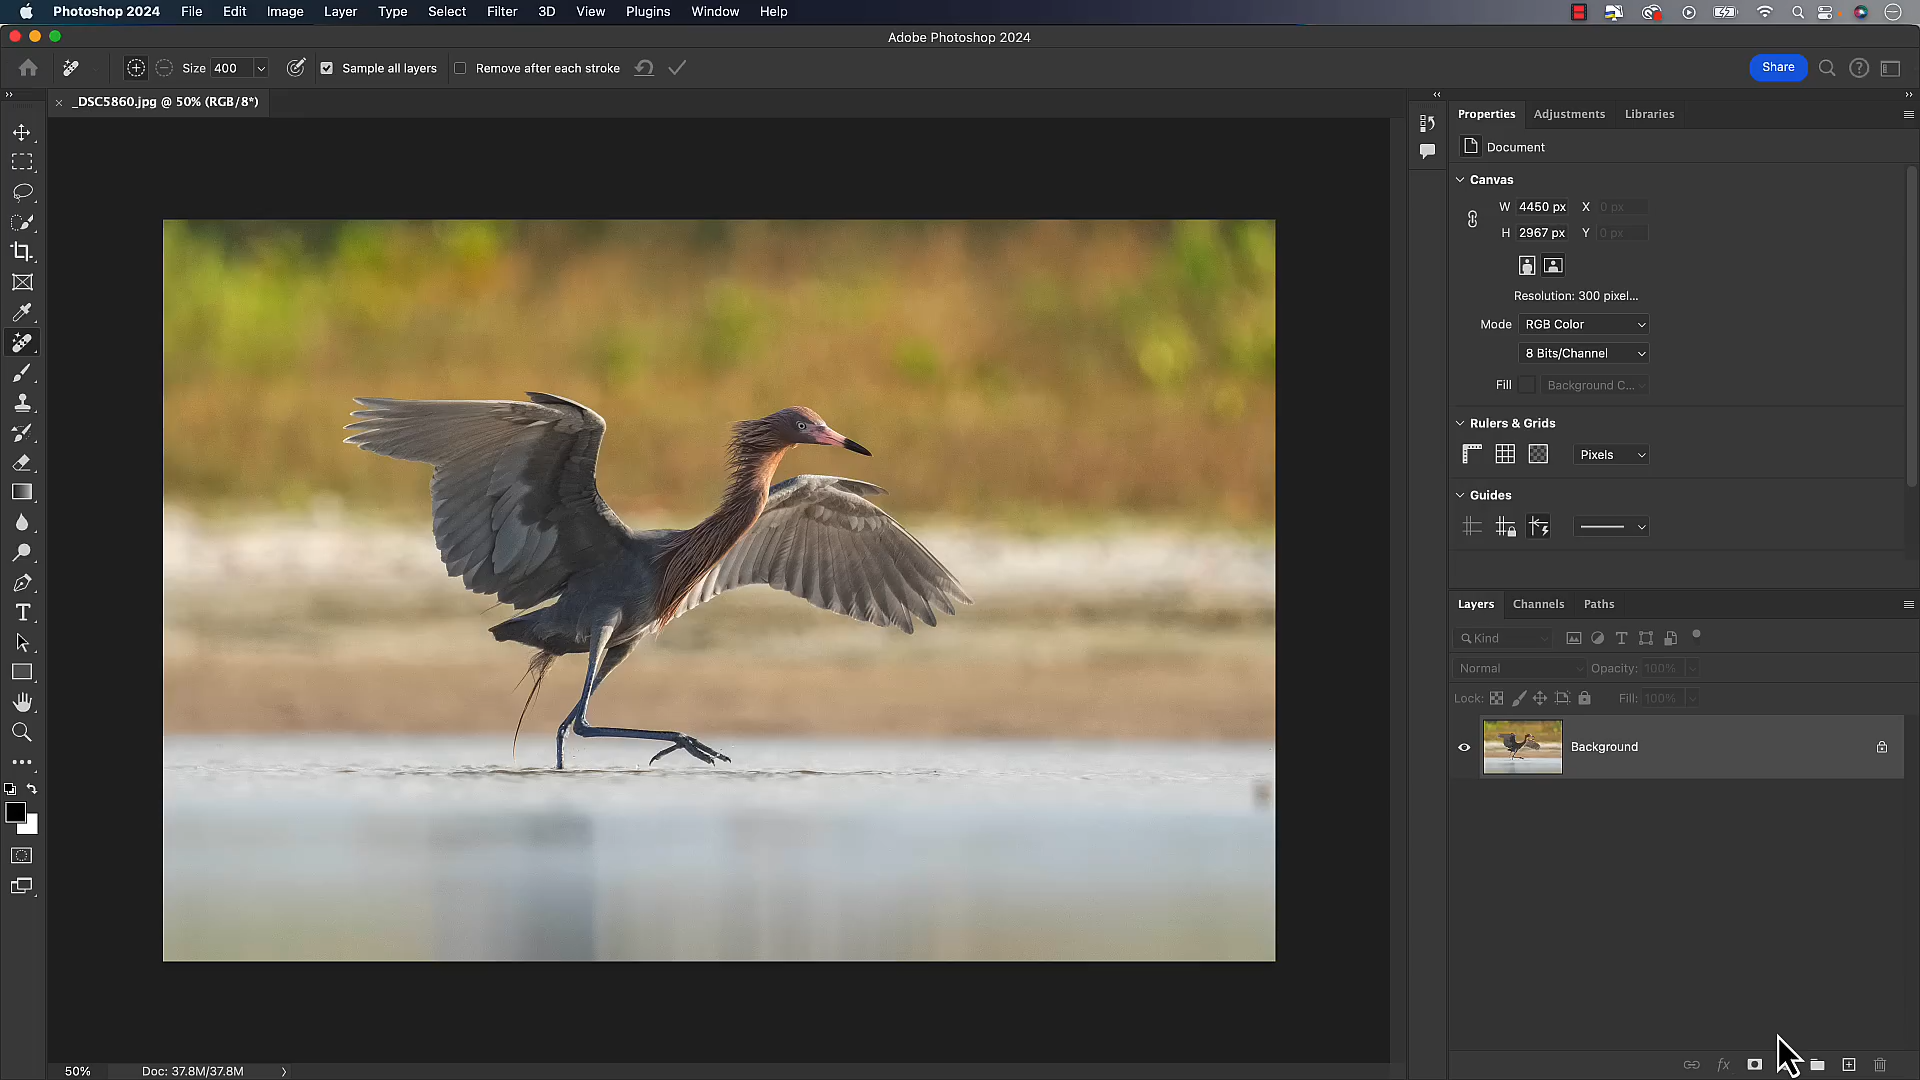 Photoshop 2024 File Edit Image Layer Type Select Filter 3D View Plugins Window Help
Adobe Photoshop 2024
Size 400 Sample all layers Remove after each stroke Share
_DSC5860.jpg @ 50% (RGB/8*)
Properties Adjustments Libraries
Document
Canvas
W 4450 px X 0 px
H 2967 px Y 0 px
Resolution: 300 pixel...
Mode RGB Color
8 Bits/Channel
Fill Background C...
Rulers & Grids
Pixels
Guides
Layers Channels Paths
Kind
Normal Opacity: 100%
Lock: Fill: 100%
Background
fx
50% Doc: 37.8M/37.8M